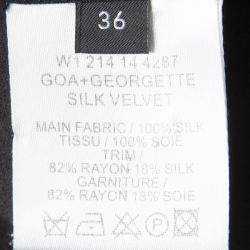 36
W1 214 14 4287
GOA+GEORGETTE
SILK VELVET
MAIN FABRIC / 100% SILK
TISSU / 100% SOIE
TRIM /
82% RAYON 18% SILK
GARNITURE /
82% RAYON 18% SOIE